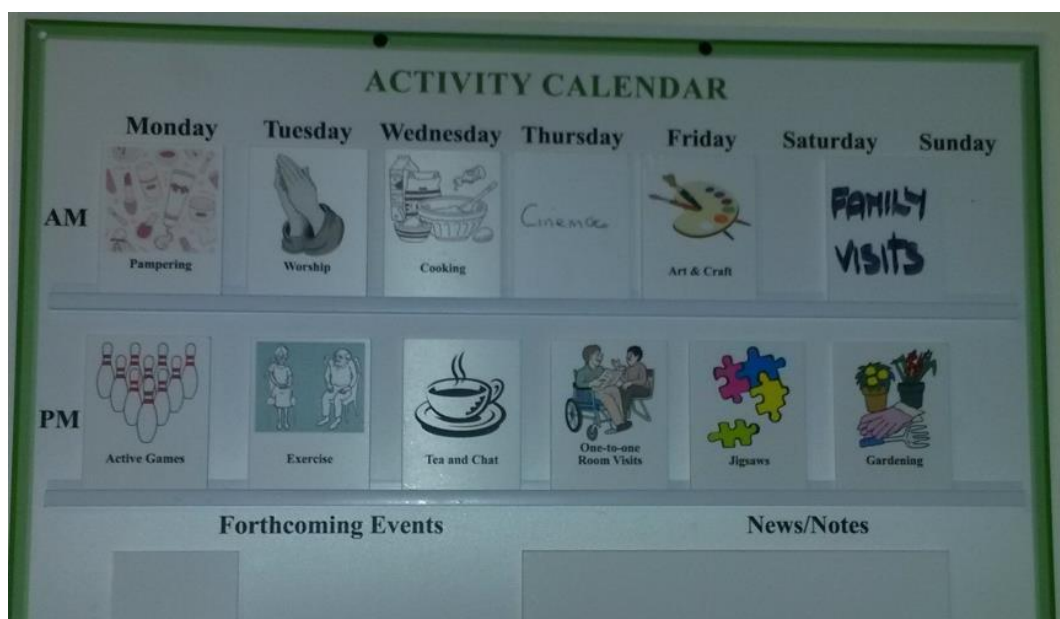 ACTIVITY CALENDAR
Monday Tuesday Wednesday Thursday Friday Saturday Sunday
AM
Pampering
Worship
Cooking
Cinema
Art & Craft
FAMILY
VISITS
PM
Active Games
Exercise
Tea and Chat
One-to-one
Room Visits
Jigsaws
Gardening
Forthcoming Events
News/Notes